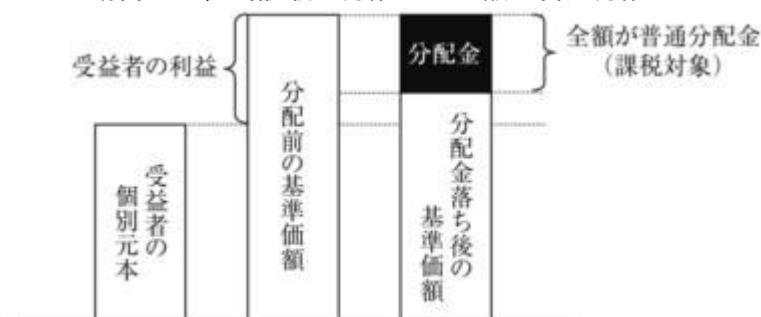 受益者の利益
分配金
全額が普通分配金
（課税対象）
受益者の
個別元本
分配前の基準価額
分配金落ち後の
基準価額